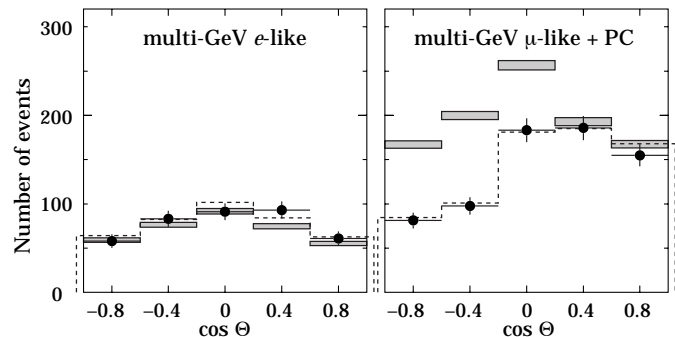 multi-GeV e-like
multi-GeV μ-like + PC
Number of events
300
200
100
0
−0.8 −0.4 0 0.4 0.8
−0.8 −0.4 0 0.4 0.8
cos Θ
cos Θ